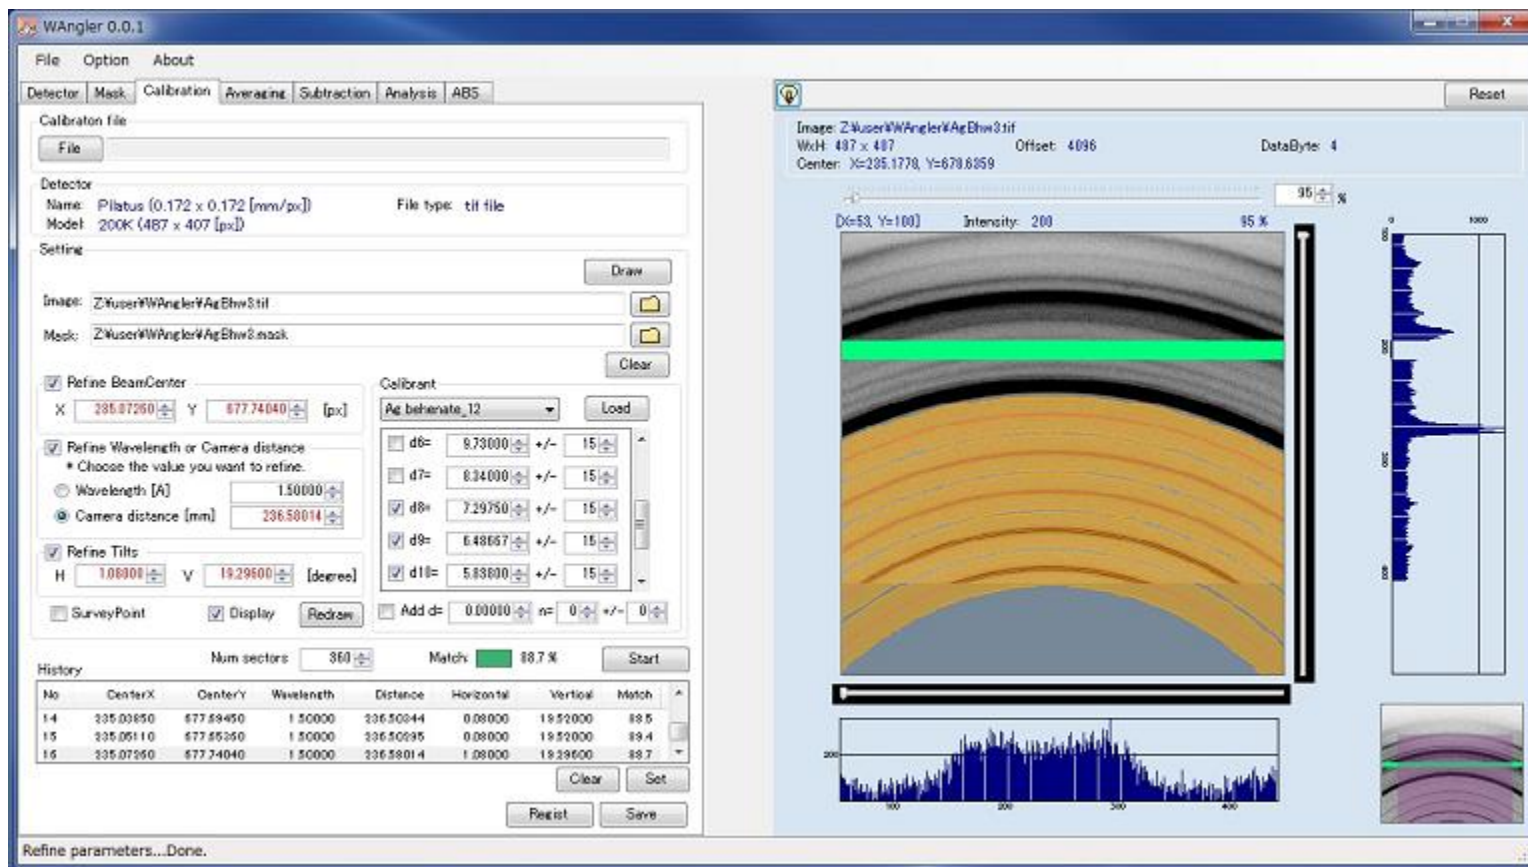 WAngler 0.0.1
File Option About
Detector Mask Calibration Averaging Subtraction Analysis ABS
Calibraton file
File
Detector
Name: Pilatus (0.172 x 0.172 [mm/px]) File type: tif file
Model: 200K (487 x 407 [px])
Setting
Draw
Image: Z:¥user¥WAngler¥AgBhw3.tif
Mask: Z:¥user¥WAngler¥AgBhw3.mask
Clear
Refine BeamCenter
X 235.07260 Y 677.74040 [px]
Refine Wavelength or Camera distance
* Choose the value you want to refine.
Wavelength [A] 1.50000
Camera distance [mm] 236.58014
Refine Tilts
H 1.08000 V 19.29600 [degree]
SurveyPoint Display Redraw
Calibrant
Ag behenate_12 Load
d6= 9.73000 +/- 15
d7= 8.34000 +/- 15
d8= 7.29750 +/- 15
d9= 6.48667 +/- 15
d10= 5.83800 +/- 15
Add d= 0.00000 n= 0 +/- 0
Num sectors 360 Match: 88.7 % Start
History
No CenterX CenterY Wavelength Distance Horizontal Vertical Match
14 235.03850 677.59450 1.50000 236.50344 0.08000 19.52000 88.5
15 235.05110 677.65350 1.50000 236.50295 0.08000 19.52000 89.4
16 235.07260 677.74040 1.50000 236.58014 1.08000 19.29600 88.7
Clear Set
Regist Save
Refine parameters...Done.
Reset
Image: Z:¥user¥WAngler¥AgBhw3.tif
WxH: 487 x 407 Offset: 4096 DataByte: 4
Center: X=235.1778, Y=678.6359
95 %
[X=53, Y=100] Intensity: 200 95 %
0 1000
100
200
300
400
200
100 200 300 400